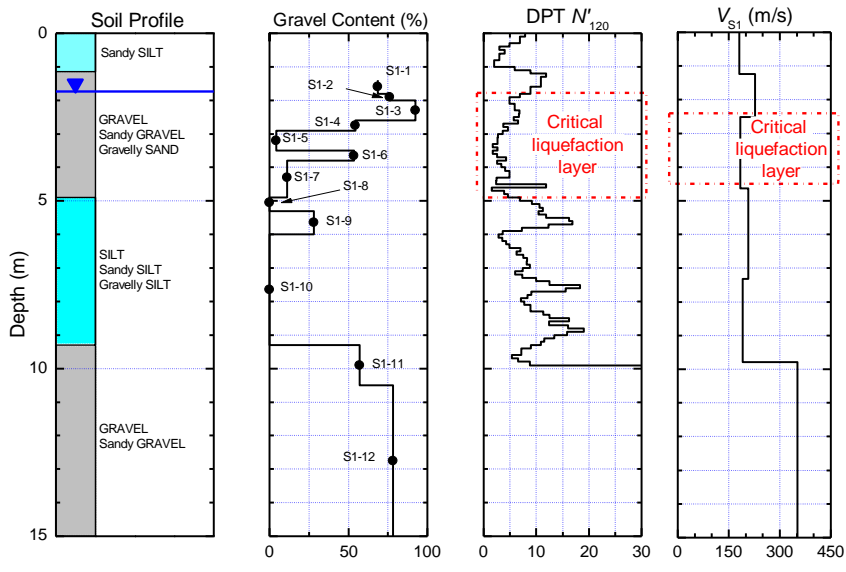 Soil Profile
Gravel Content (%)
DPT N'120
VS1 (m/s)
Depth (m)
0
5
10
15
Sandy SILT
GRAVEL
Sandy GRAVEL
Gravelly SAND
SILT
Sandy SILT
Gravelly SILT
GRAVEL
Sandy GRAVEL
S1-1
S1-2
S1-3
S1-4
S1-5
S1-6
S1-7
S1-8
S1-9
S1-10
S1-11
S1-12
0
50
100
Critical
liquefaction
layer
0
10
20
30
Critical
liquefaction
layer
0
150
300
450